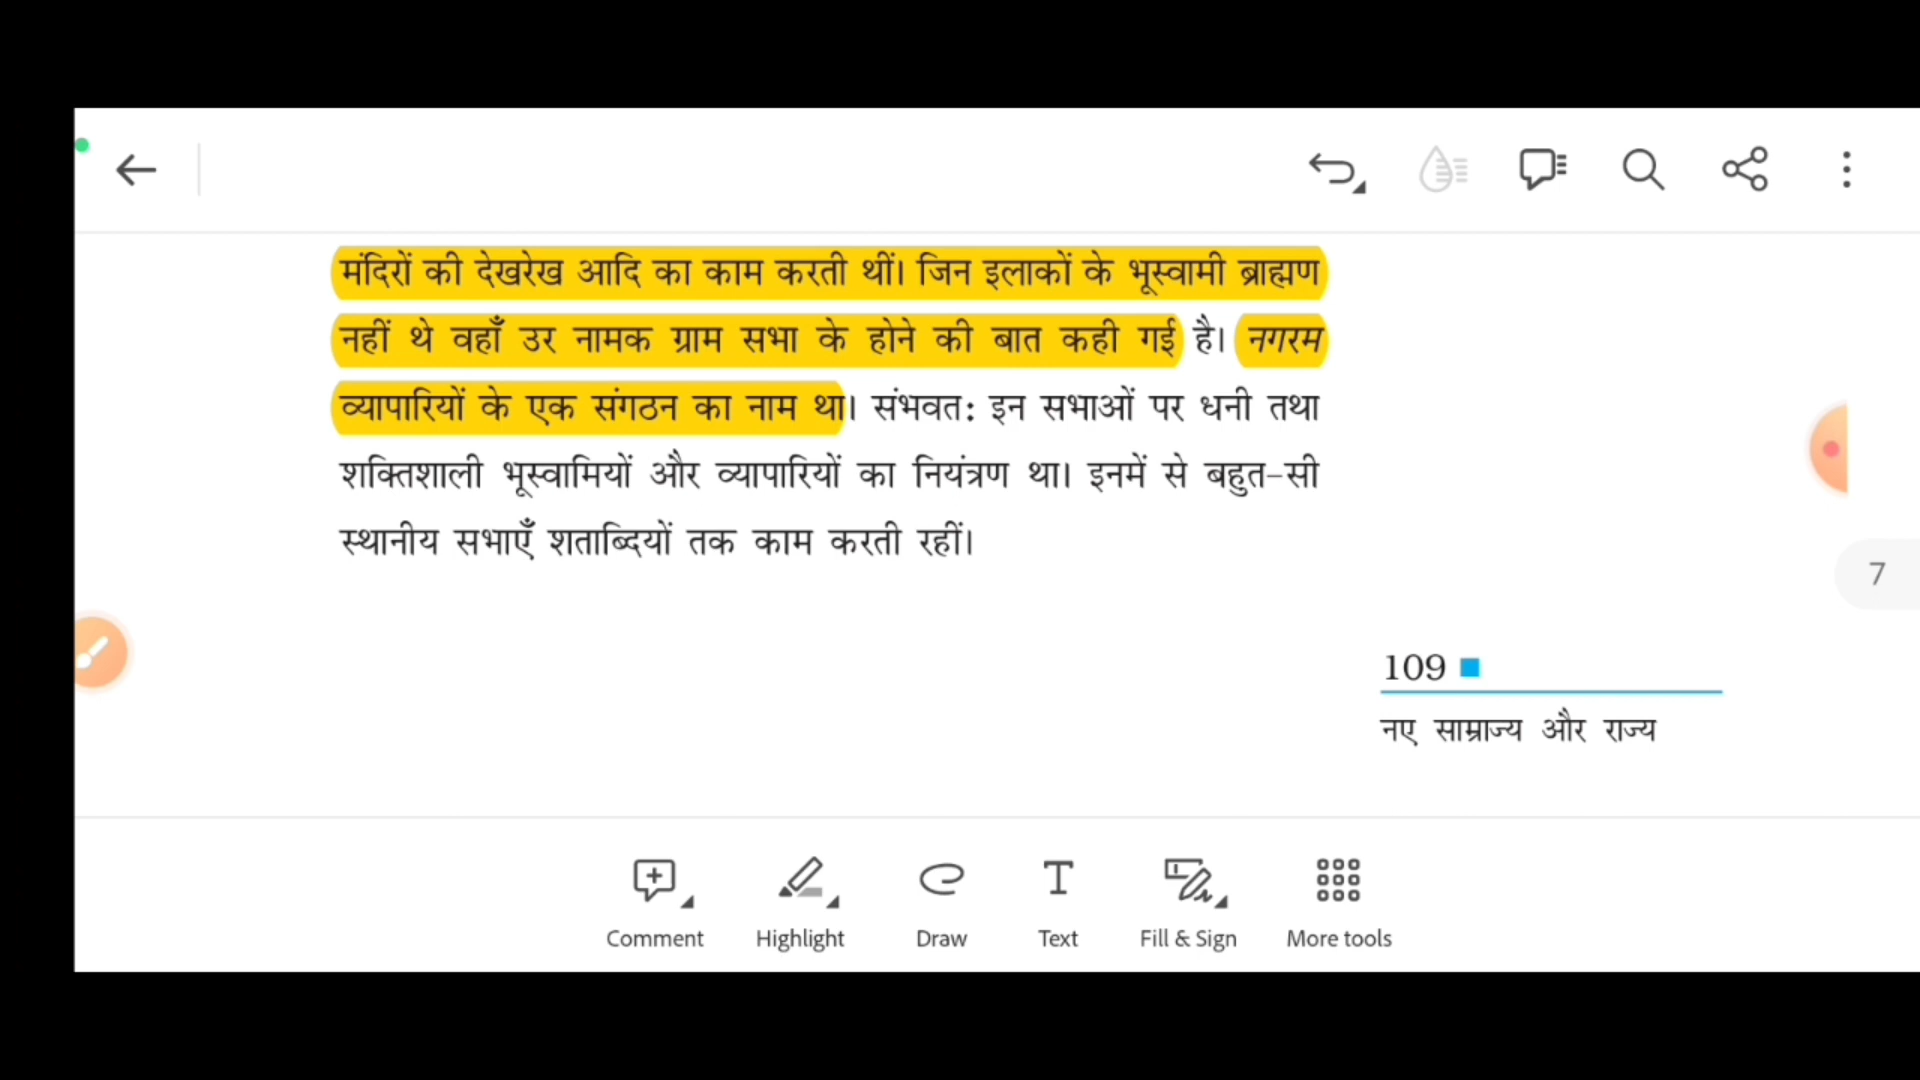 मंदिरों की देखरेख आदि का काम करती थीं। जिन इलाकों के भूस्वामी ब्राह्मण
नहीं थे वहाँ उर नामक ग्राम सभा के होने की बात कही गई है। नगरम
व्यापारियों के एक संगठन का नाम था। संभवत: इन सभाओं पर धनी तथा
शक्तिशाली भूस्वामियों और व्यापारियों का नियंत्रण था। इनमें से बहुत-सी
स्थानीय सभाएँ शताब्दियों तक काम करती रहीं।
7
109
नए साम्राज्य और राज्य
Comment Highlight Draw Text Fill & Sign More tools